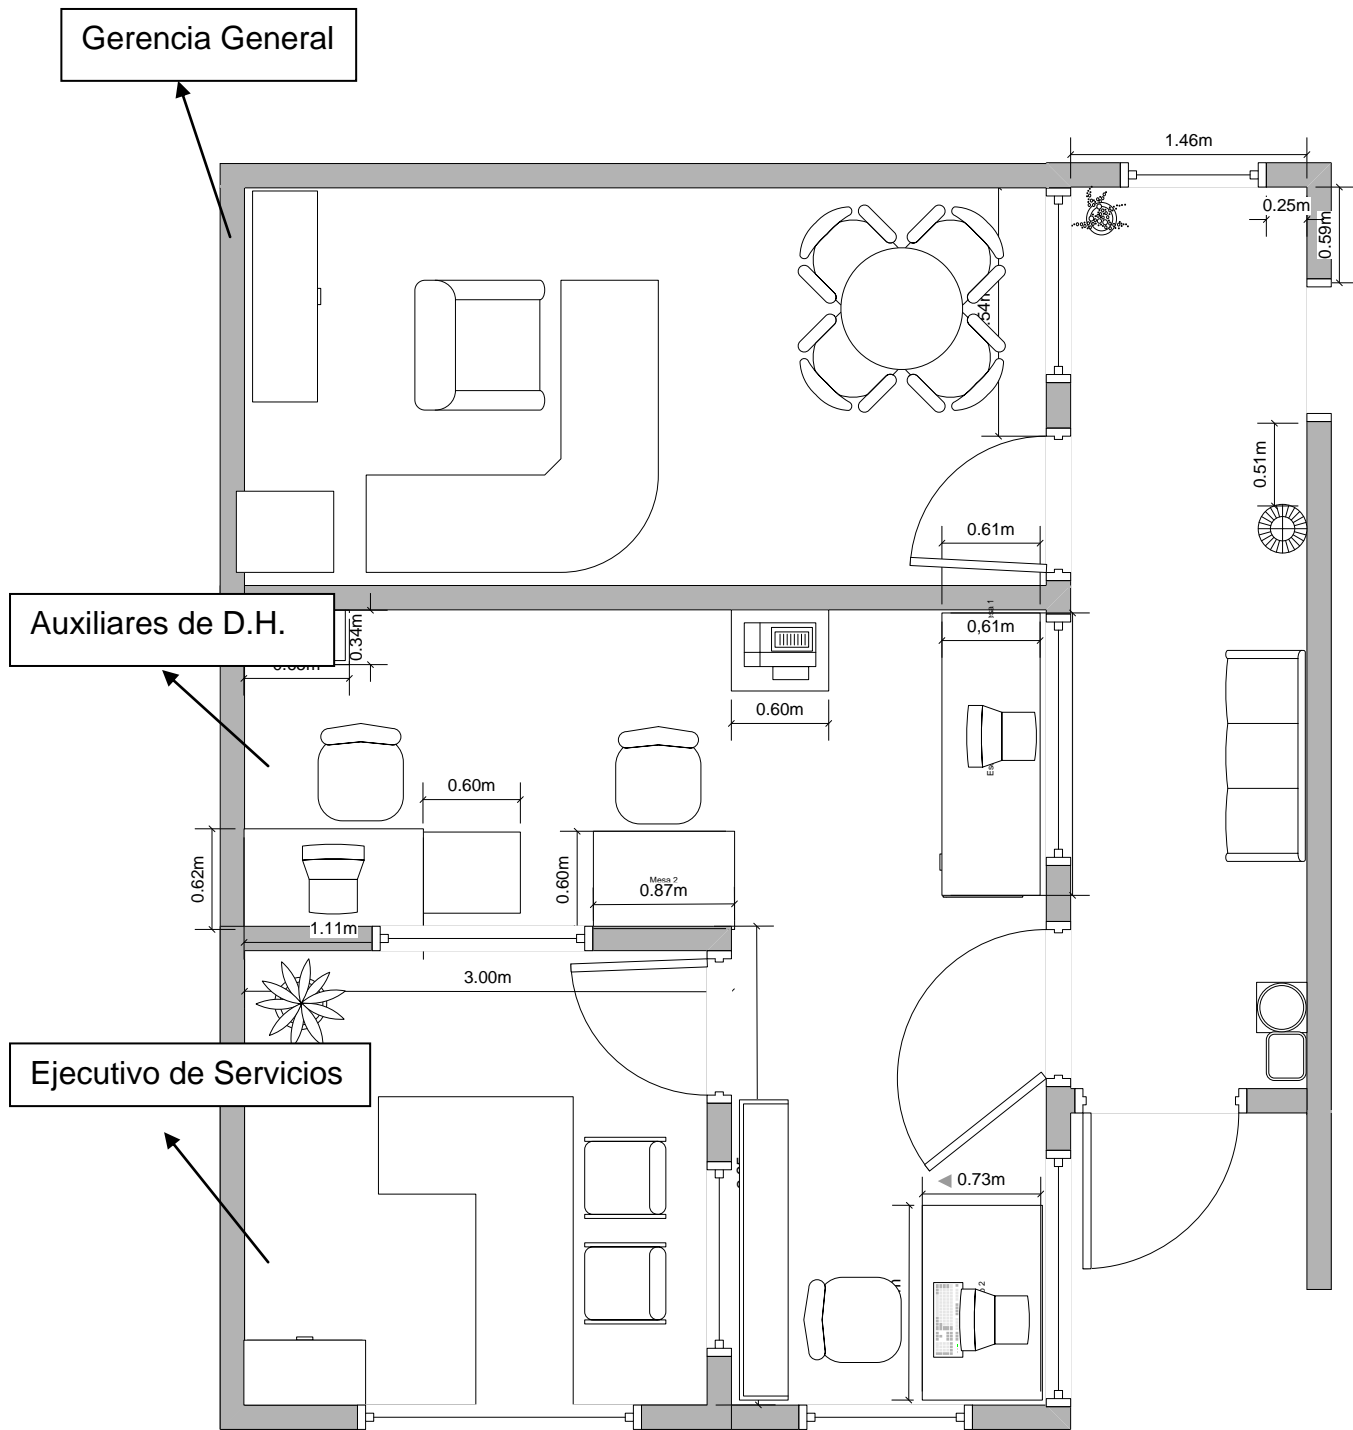 Gerencia General
1.46m
0.25m
0.59m
.54m
0.51m
0.61m
Auxiliares de D.H.
0.34m
0,61m
0.60m
0.60m
0.62m
0.60m
Mesa 2
0.87m
1.11m
3.00m
Ejecutivo de Servicios
0.73m